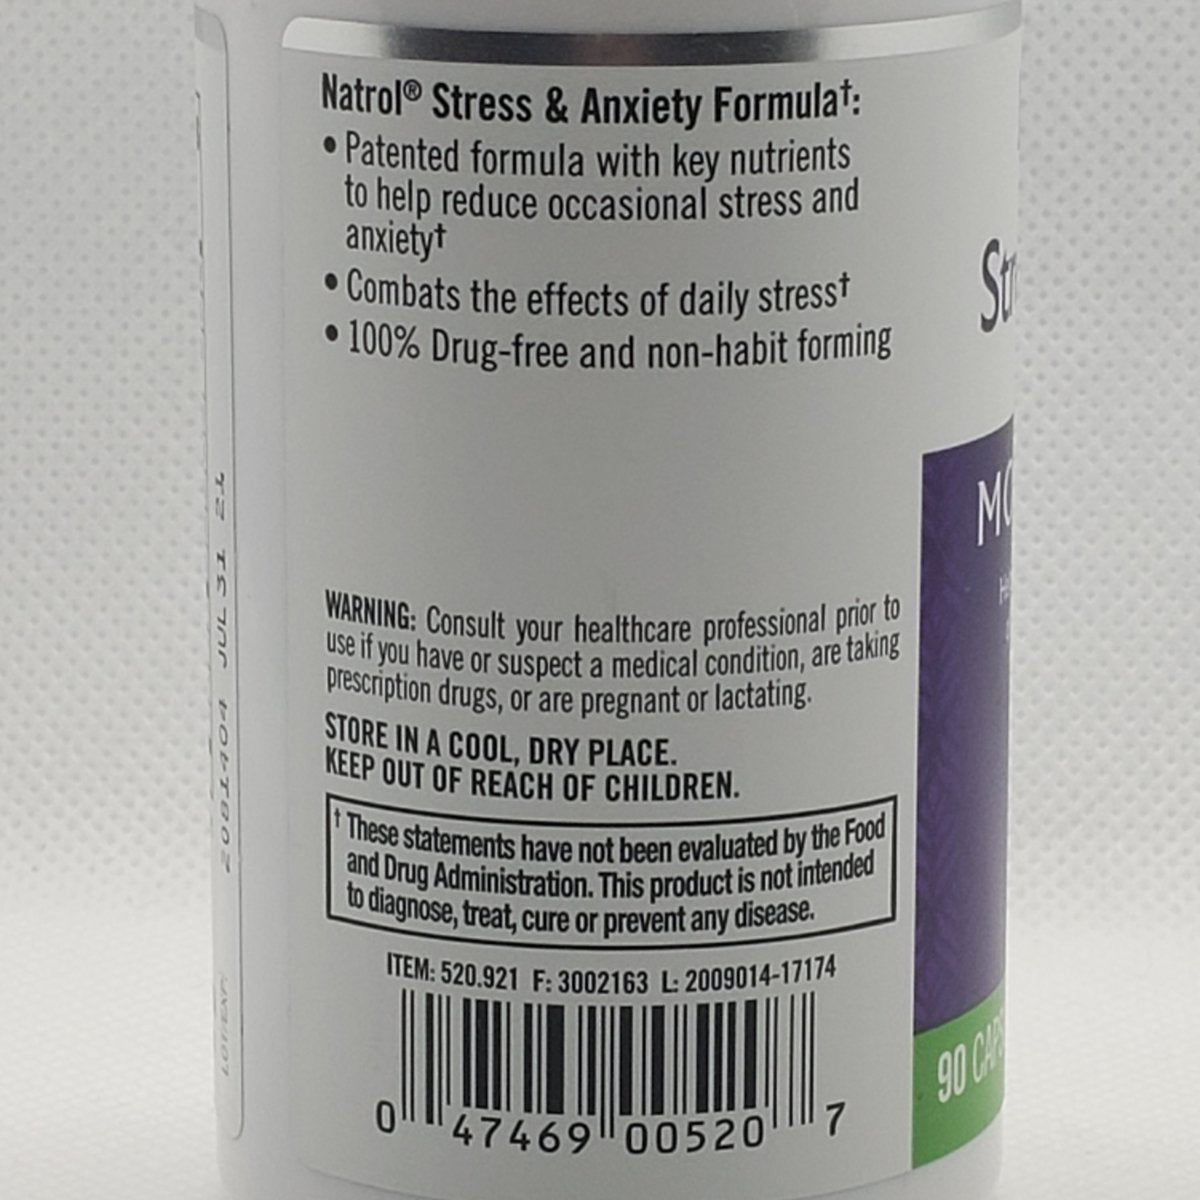 Natrol® Stress & Anxiety Formula†:
• Patented formula with key nutrients
to help reduce occasional stress and
anxiety†
• Combats the effects of daily stress†
• 100% Drug-free and non-habit forming
WARNING: Consult your healthcare professional prior to
use if you have or suspect a medical condition, are taking
prescription drugs, or are pregnant or lactating.
STORE IN A COOL, DRY PLACE.
KEEP OUT OF REACH OF CHILDREN.
† These statements have not been evaluated by the Food
and Drug Administration. This product is not intended
to diagnose, treat, cure or prevent any disease.
ITEM: 520.921 F: 3002163 L: 2009014-17174
0 47469 00520 7
90